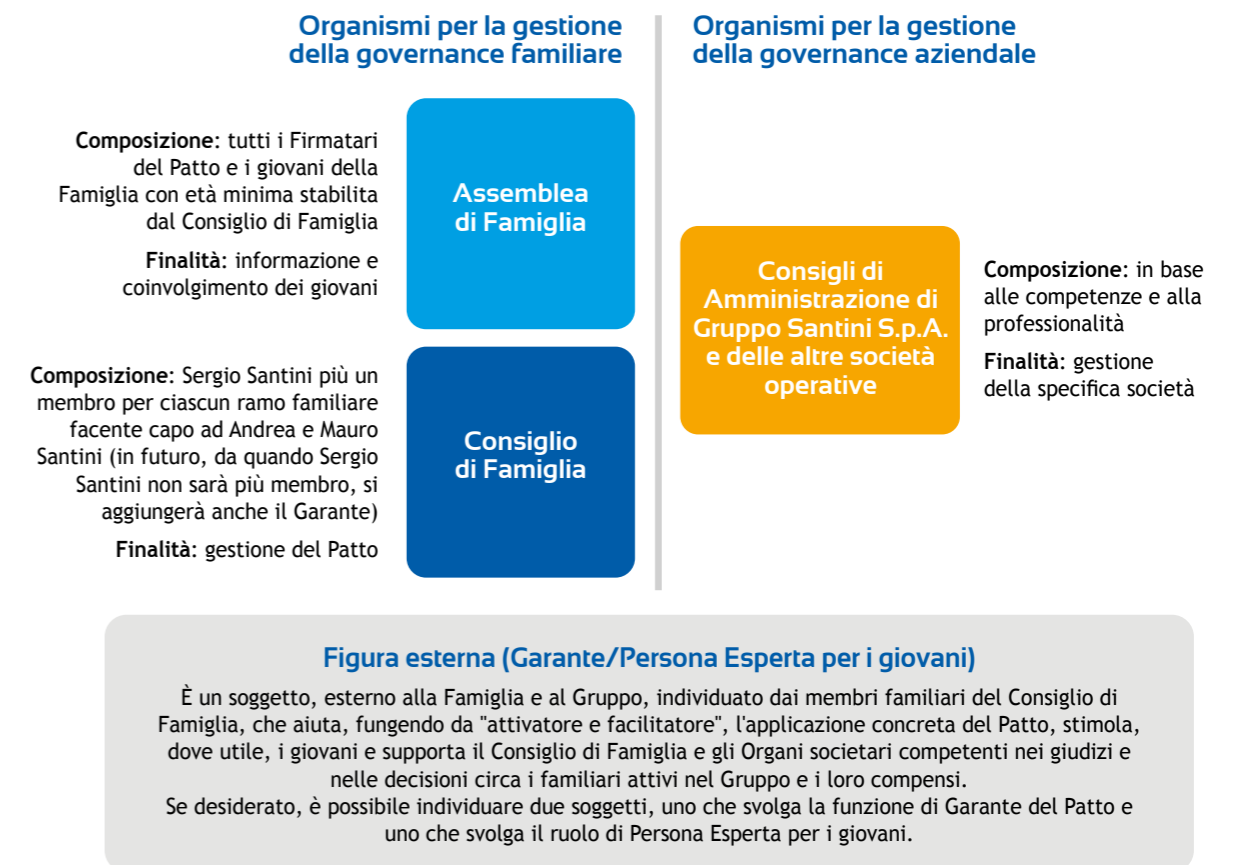 Organismi per la gestione
della governance familiare
Composizione: tutti i Firmatari
del Patto e i giovani della
Famiglia con età minima stabilita
dal Consiglio di Famiglia
Finalità: informazione e
coinvolgimento dei giovani
Assemblea
di Famiglia
Composizione: Sergio Santini più un
membro per ciascun ramo familiare
facente capo ad Andrea e Mauro
Santini (in futuro, da quando Sergio
Santini non sarà più membro, si
aggiungerà anche il Garante)
Finalità: gestione del Patto
Consiglio
di Famiglia
Organismi per la gestione
della governance aziendale
Consigli di
Amministrazione di
Gruppo Santini S.p.A.
e delle altre società
operative
Composizione: in base
alle competenze e alla
professionalità
Finalità: gestione
della specifica società
Figura esterna (Garante/Persona Esperta per i giovani)
È un soggetto, esterno alla Famiglia e al Gruppo, individuato dai membri familiari del Consiglio di
Famiglia, che aiuta, fungendo da "attivatore e facilitatore", l'applicazione concreta del Patto, stimola,
dove utile, i giovani e supporta il Consiglio di Famiglia e gli Organi societari competenti nei giudizi e
nelle decisioni circa i familiari attivi nel Gruppo e i loro compensi.
Se desiderato, è possibile individuare due soggetti, uno che svolga la funzione di Garante del Patto e
uno che svolga il ruolo di Persona Esperta per i giovani.